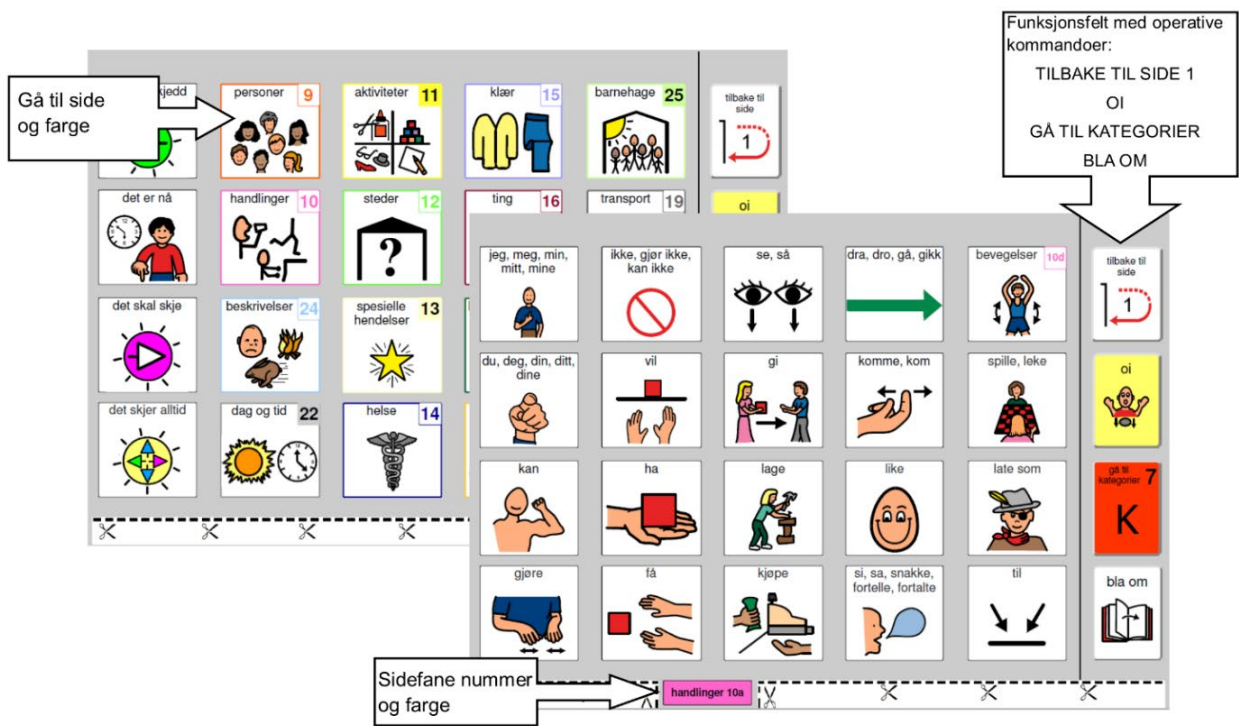 Funksjonsfelt med operative
kommandoer:
TILBAKE TIL SIDE 1
OI
GÅ TIL KATEGORIER
BLA OM
Gå til side
og farge
kjedd
personer 9
aktiviteter 11
klær 15
barnehage 25
tilbake til
side
1
det er nå
handlinger 10
steder 12
?
ting 16
transport 19
oi
det skal skje
beskrivelser 24
spesielle
hendelser
13
det skjer alltid
dag og tid 22
helse 14
jeg, meg, min,
mitt, mine
ikke, gjør ikke,
kan ikke
se, så
dra, dro, gå, gikk
bevegelser 10d
tilbake til
side
1
du, deg, din, ditt,
dine
vil
gi
komme, kom
spille, leke
oi
kan
ha
lage
like
late som
gå til
kategorier 7
K
gjøre
få
kjøpe
si, sa, snakke,
fortelle, fortalte
til
bla om
Sidefane nummer
og farge
handlinger 10a